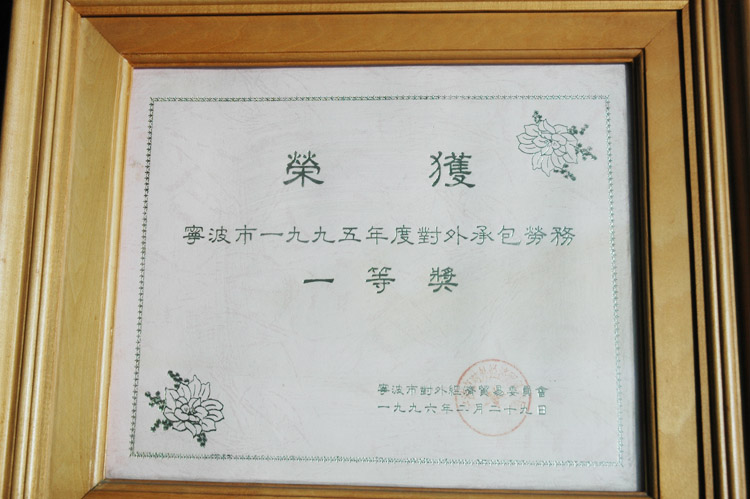 榮獲
寧波市一九九五年度對外承包勞務
一等獎
寧波市對外經濟貿易委員會
一九九六年二月二十九日